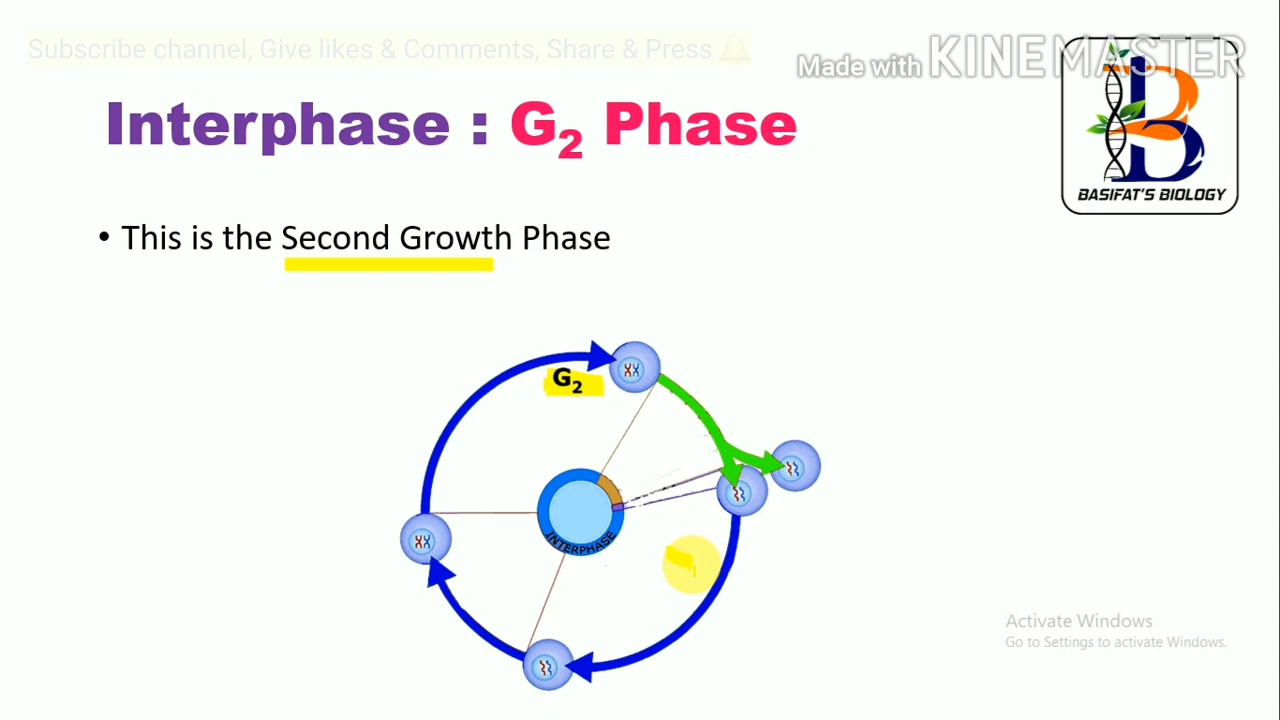 Subscribe channel, Give likes & Comments, Share & Press 🔔
Made with KINEMASTER
Interphase : G₂ Phase
BASIFAT'S BIOLOGY
• This is the Second Growth Phase
G₂
INTERPHASE
Activate Windows
Go to Settings to activate Windows.